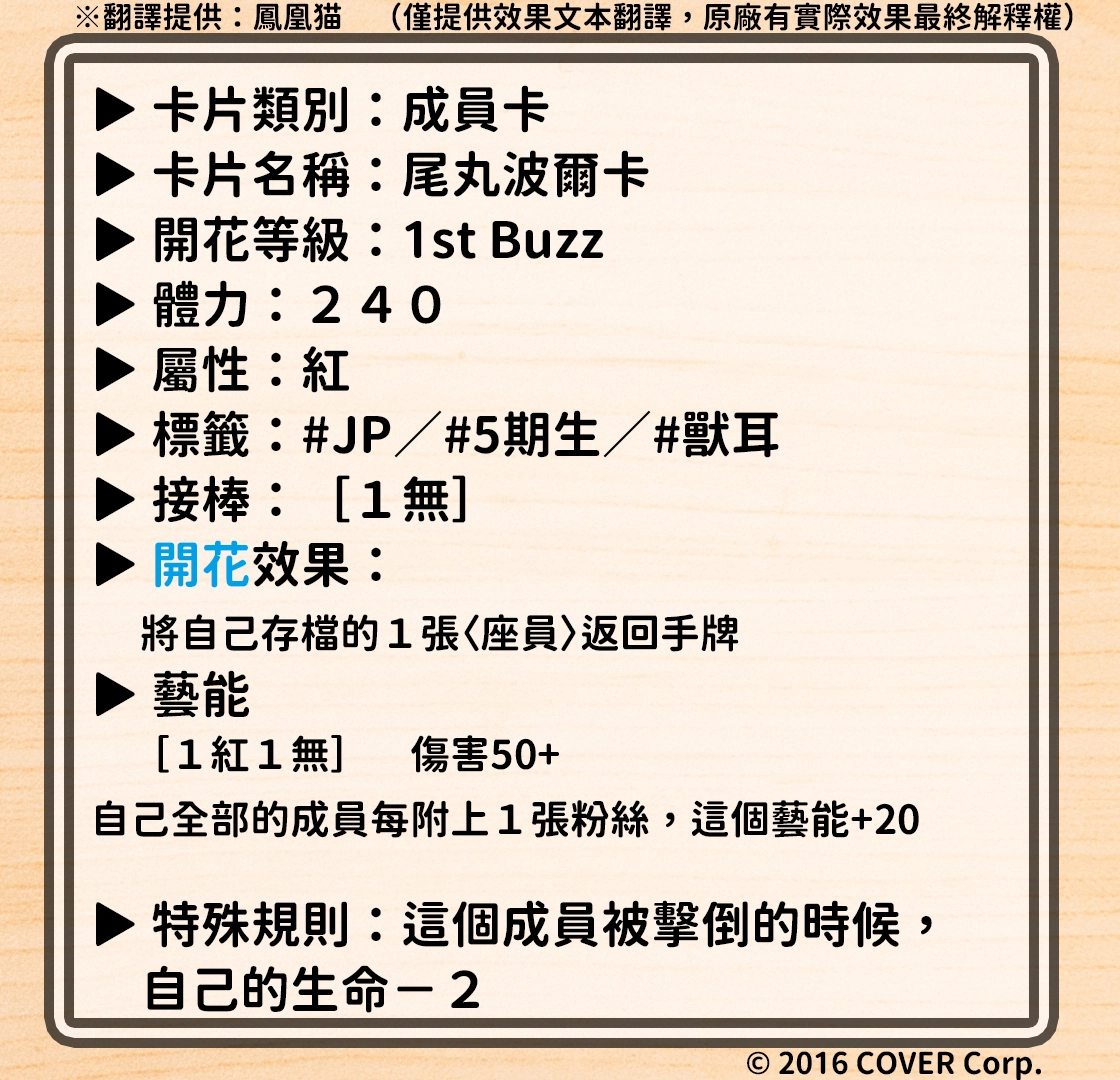 ※翻譯提供：鳳凰猫　（僅提供效果文本翻譯，原廠有實際效果最終解釋權）
▶ 卡片類別：成員卡
▶ 卡片名稱：尾丸波爾卡
▶ 開花等級：1st Buzz
▶ 體力：２４０
▶ 屬性：紅
▶ 標籤：#JP／#5期生／#獸耳
▶ 接棒：［１無］
▶ 開花效果：
將自己存檔的１張〈座員〉返回手牌
▶ 藝能
［１紅１無］　傷害50+
自己全部的成員每附上１張粉絲，這個藝能+20
▶ 特殊規則：這個成員被擊倒的時候，
自己的生命－２
© 2016 COVER Corp.